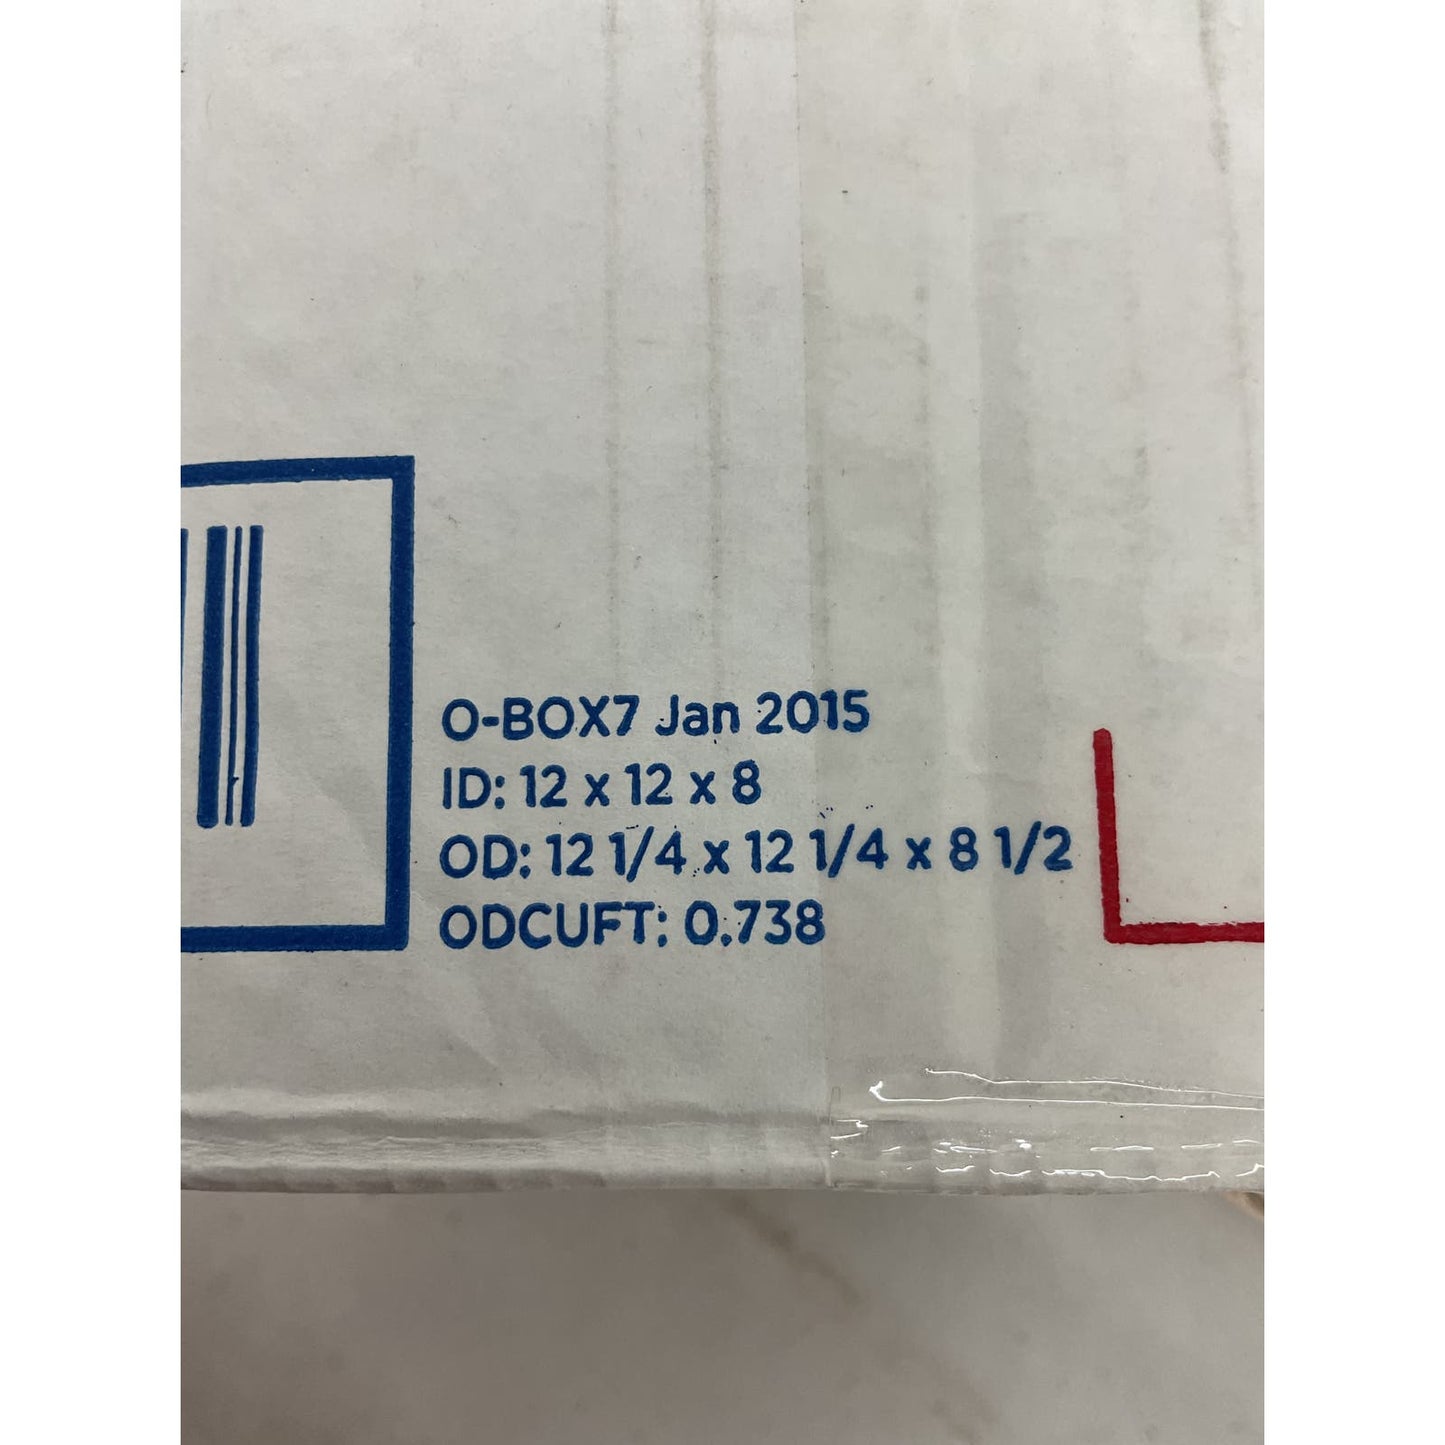 O-BOX7 Jan 2015
ID: 12 x 12 x 8
OD: 12 1/4 x 12 1/4 x 8 1/2
ODCUFT: 0.738